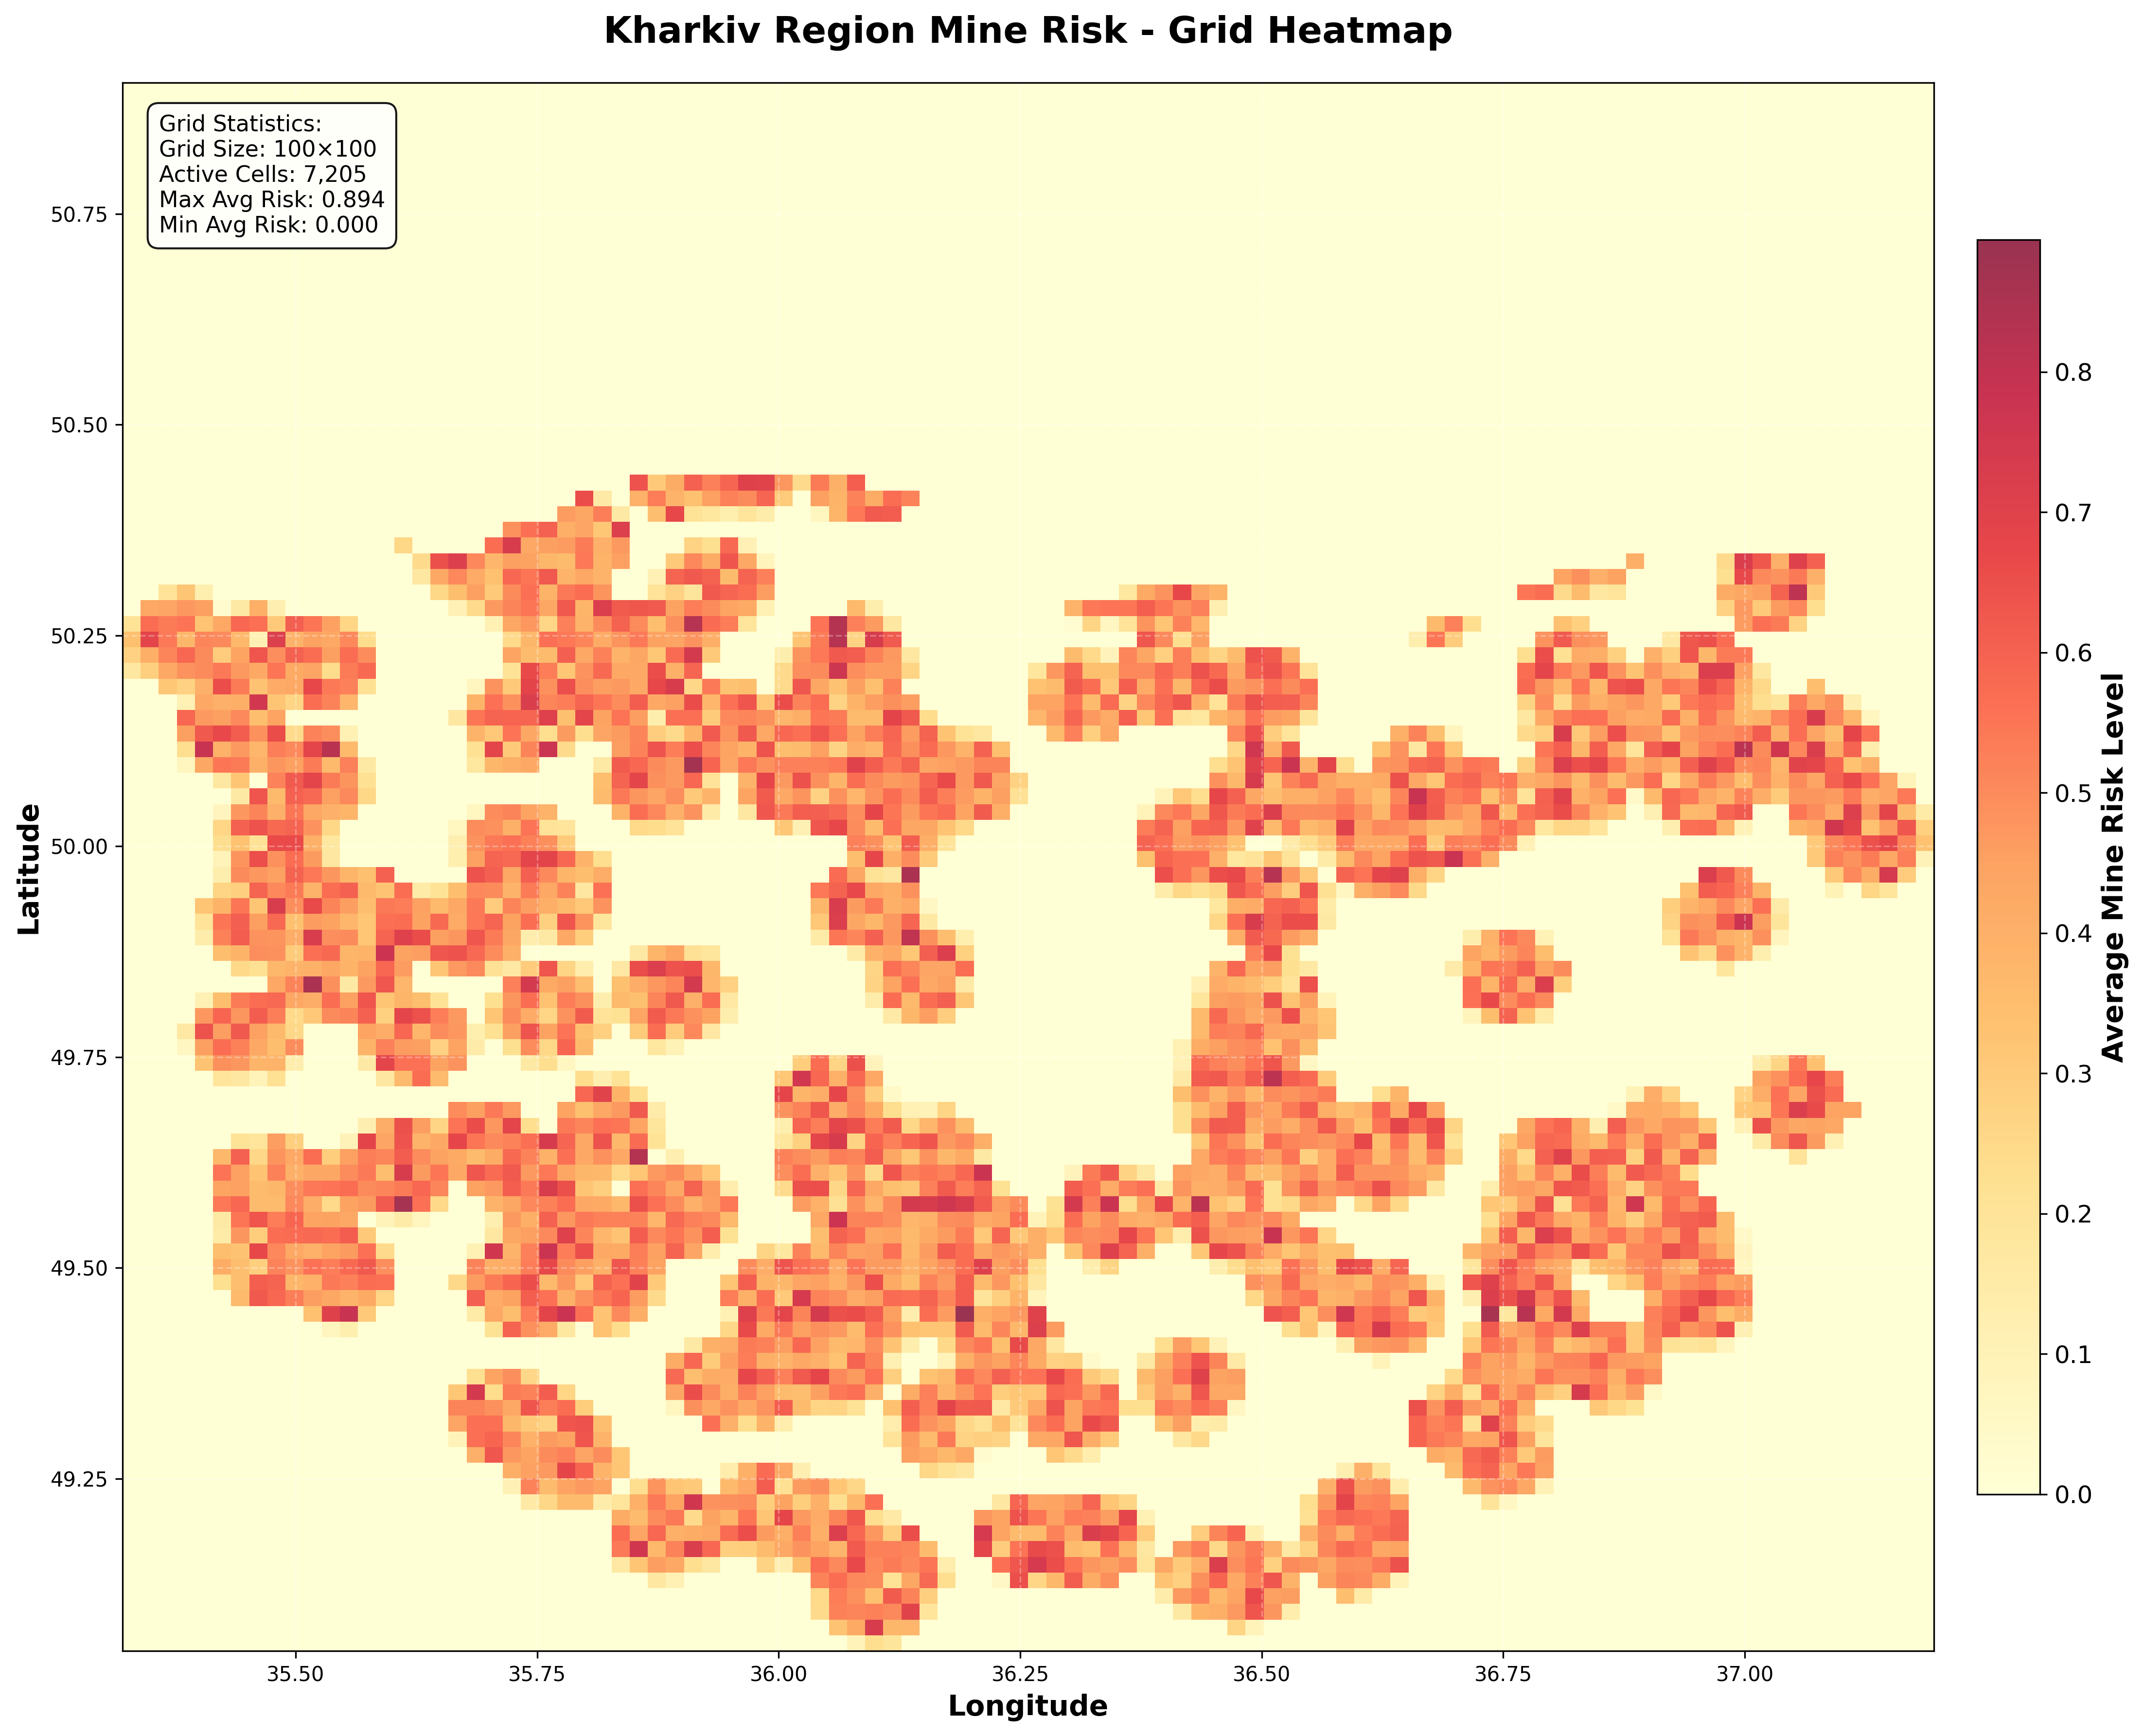 Kharkiv Region Mine Risk - Grid Heatmap
Grid Statistics:
Grid Size: 100×100
Active Cells: 7,205
Max Avg Risk: 0.894
Min Avg Risk: 0.000
Latitude
50.75
50.50
50.25
50.00
49.75
49.50
49.25
35.50
35.75
36.00
36.25
36.50
36.75
37.00
Longitude
0.8
0.7
0.6
0.5
0.4
0.3
0.2
0.1
0.0
Average Mine Risk Level